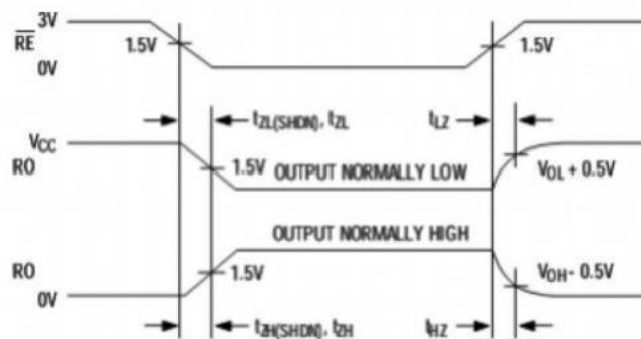 3V
RE
1.5V
1.5V
0V
tZL(SHDN), tZL
tLZ
VCC
RO
1.5V
OUTPUT NORMALLY LOW
VOL + 0.5V
OUTPUT NORMALLY HIGH
RO
1.5V
VOH - 0.5V
0V
tZH(SHDN), tZH
tHZ